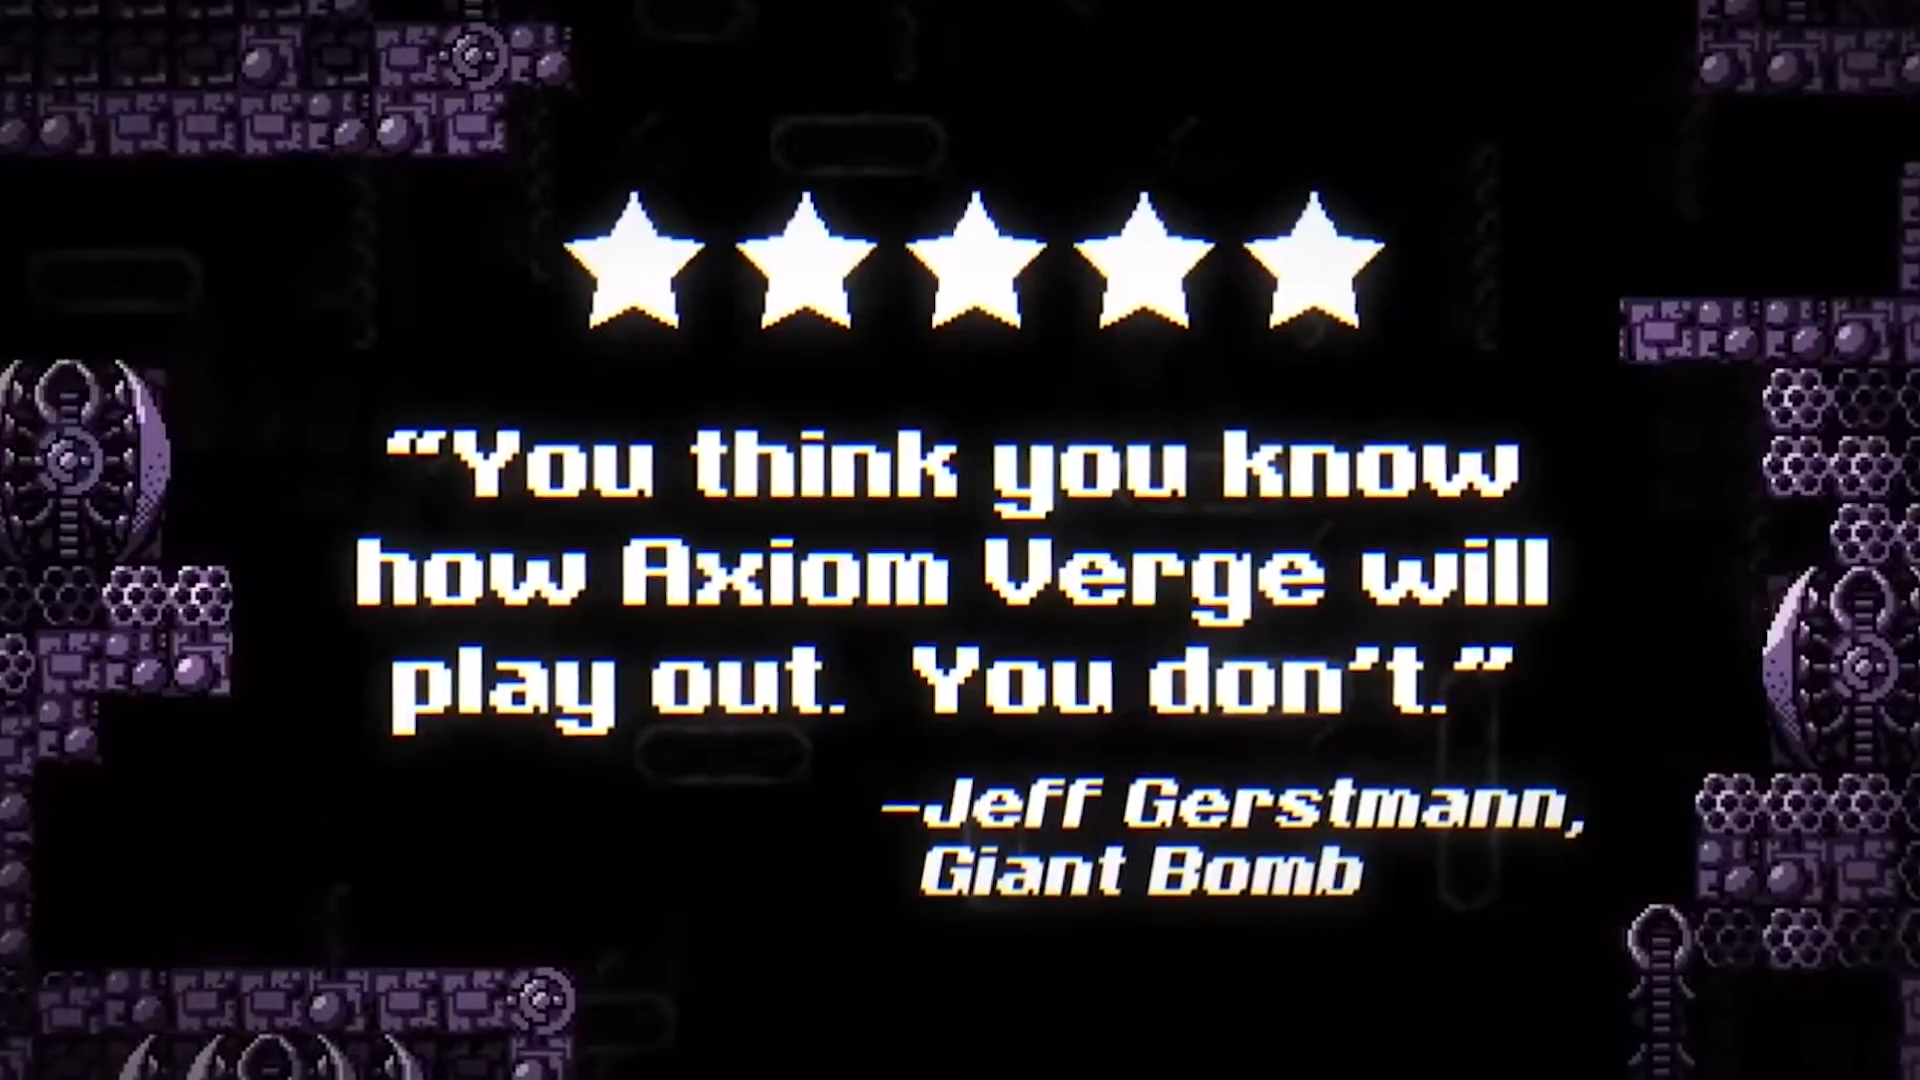 “You think you know
how Axiom Verge will
play out.  You don’t.”
–Jeff Gerstmann,
Giant Bomb